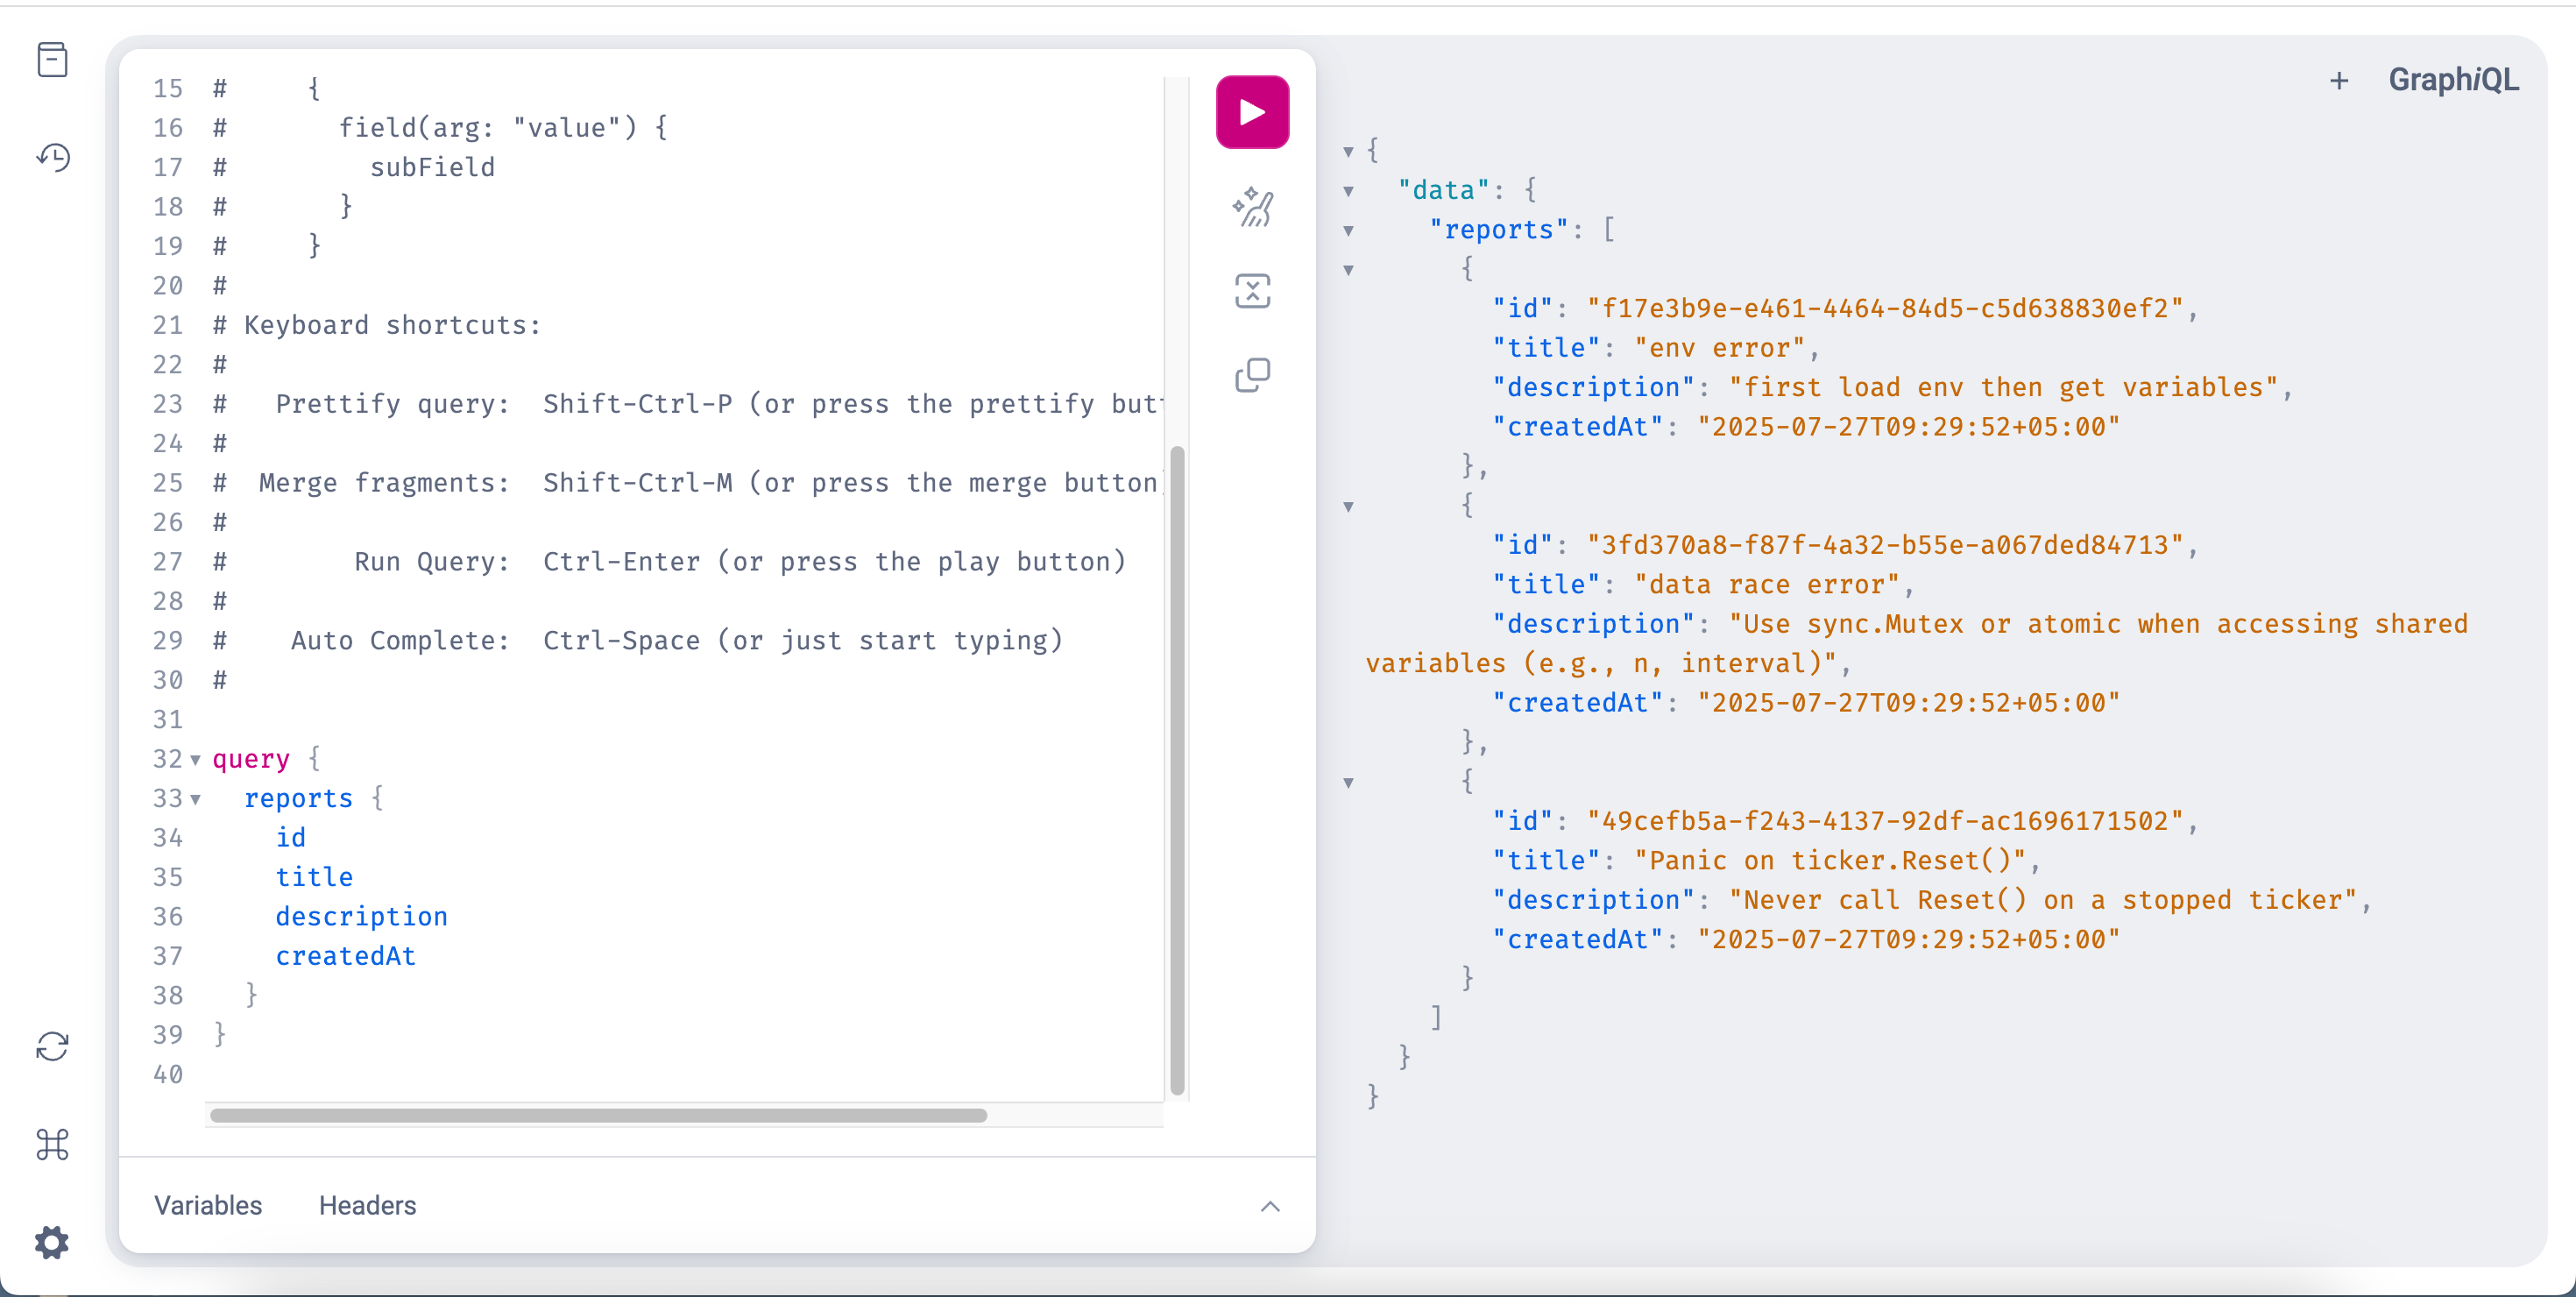 15 #     {
16 #       field(arg: "value") {
17 #         subField
18 #       }
19 #     }
20 #
21 # Keyboard shortcuts:
22 #
23 #   Prettify query:  Shift-Ctrl-P (or press the prettify butt
24 #
25 #  Merge fragments:  Shift-Ctrl-M (or press the merge button)
26 #
27 #        Run Query:  Ctrl-Enter (or press the play button)
28 #
29 #    Auto Complete:  Ctrl-Space (or just start typing)
30 #
31
32 query {
33   reports {
34     id
35     title
36     description
37     createdAt
38   }
39 }
40
Variables Headers
+ GraphiQL
{
  "data": {
    "reports": [
      {
        "id": "f17e3b9e-e461-4464-84d5-c5d638830ef2",
        "title": "env error",
        "description": "first load env then get variables",
        "createdAt": "2025-07-27T09:29:52+05:00"
      },
      {
        "id": "3fd370a8-f87f-4a32-b55e-a067ded84713",
        "title": "data race error",
        "description": "Use sync.Mutex or atomic when accessing shared
variables (e.g., n, interval)",
        "createdAt": "2025-07-27T09:29:52+05:00"
      },
      {
        "id": "49cefb5a-f243-4137-92df-ac1696171502",
        "title": "Panic on ticker.Reset()",
        "description": "Never call Reset() on a stopped ticker",
        "createdAt": "2025-07-27T09:29:52+05:00"
      }
    ]
  }
}